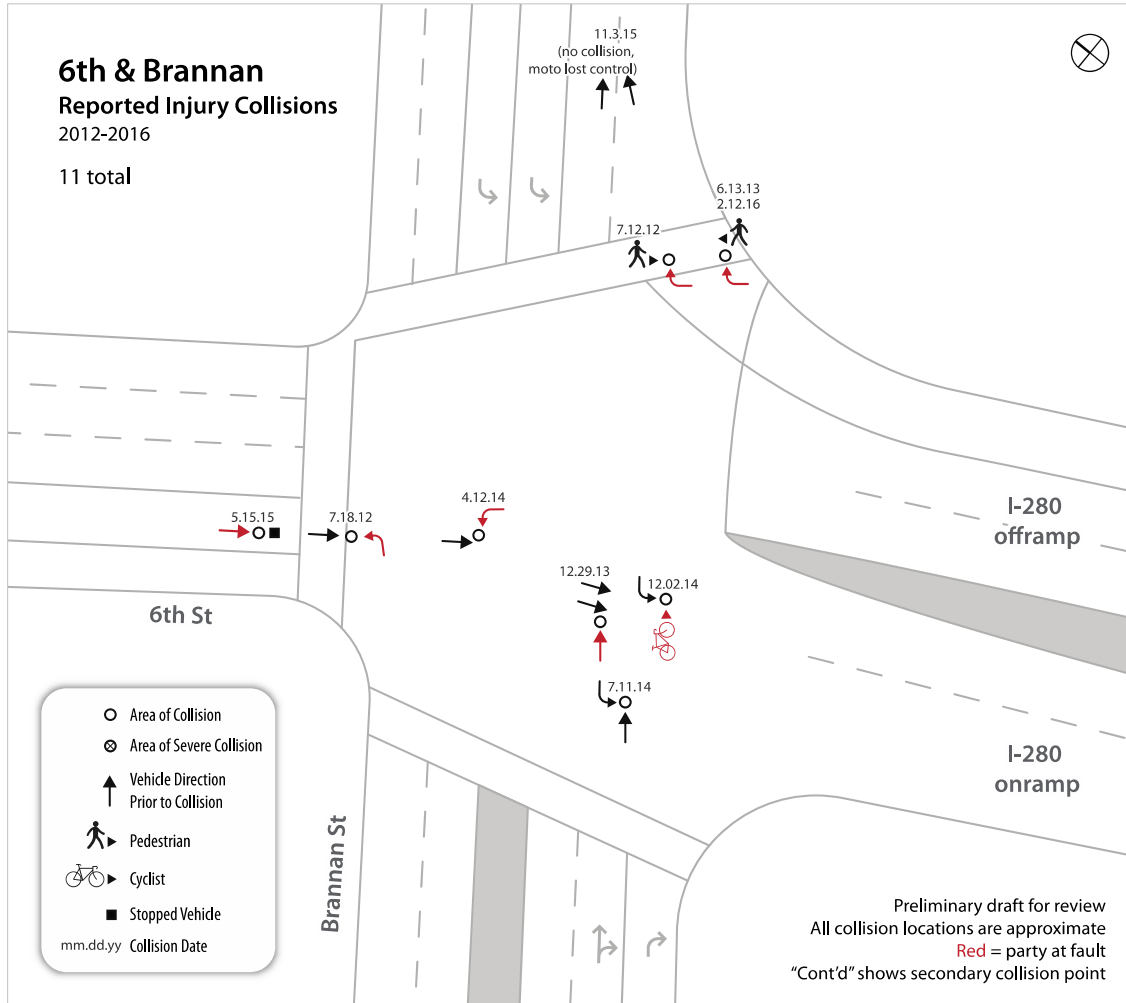 6th & Brannan
Reported Injury Collisions
2012-2016
11 total
11.3.15
(no collision,
moto lost control)
6.13.13
2.12.16
7.12.12
4.12.14
5.15.15
7.18.12
12.29.13
12.02.14
7.11.14
I-280
offramp
6th St
I-280
onramp
Brannan St
Area of Collision
Area of Severe Collision
Vehicle Direction
Prior to Collision
Pedestrian
Cyclist
Stopped Vehicle
mm.dd.yy Collision Date
Preliminary draft for review
All collision locations are approximate
Red = party at fault
“Cont’d” shows secondary collision point